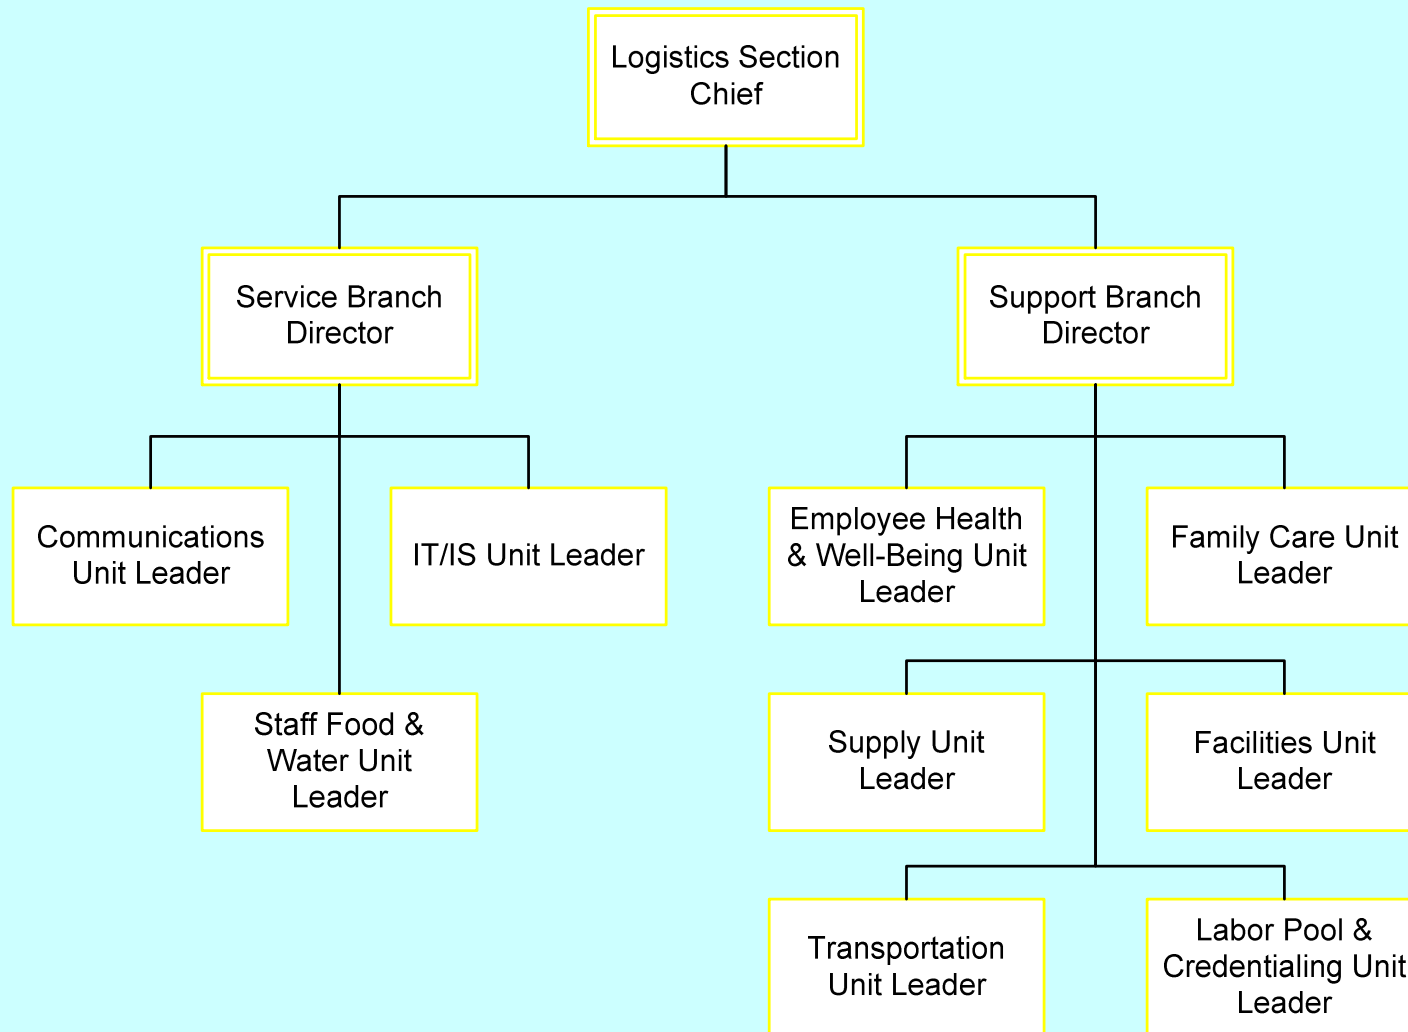 Logistics Section
Chief
Service Branch
Director
Support Branch
Director
Communications
Unit Leader
IT/IS Unit Leader
Employee Health
& Well-Being Unit
Leader
Family Care Unit
Leader
Staff Food &
Water Unit
Leader
Supply Unit
Leader
Facilities Unit
Leader
Transportation
Unit Leader
Labor Pool &
Credentialing Unit
Leader